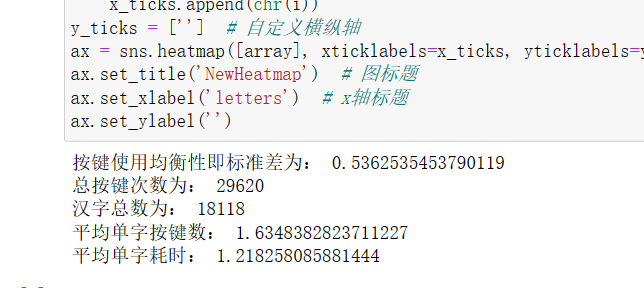 x_ticks.append(chr(i))
y_ticks = [''] # 自定义横纵轴
ax = sns.heatmap([array], xticklabels=x_ticks, yticklabels=y
ax.set_title('NewHeatmap') # 图标题
ax.set_xlabel('letters') # x轴标题
ax.set_ylabel('')
按键使用均衡性即标准差为： 0.5362535453790119
总按键次数为： 29620
汉字总数为： 18118
平均单字按键数： 1.6348382823711227
平均单字耗时： 1.218258085881444